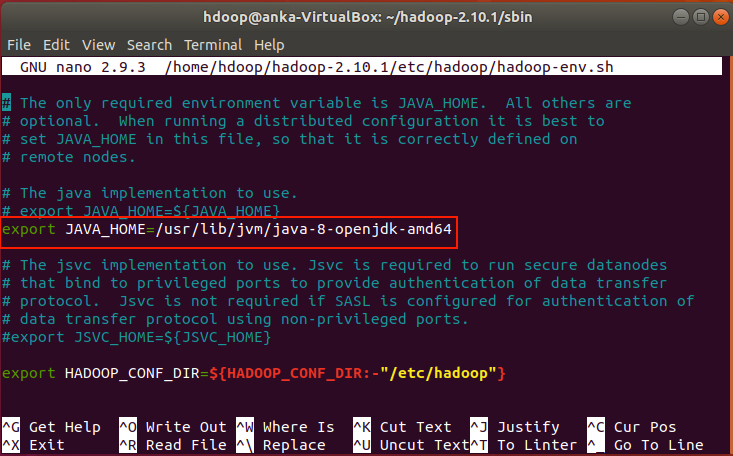 hdoop@anka-VirtualBox: ~/hadoop-2.10.1/sbin
File Edit View Search Terminal Help
GNU nano 2.9.3 /home/hdoop/hadoop-2.10.1/etc/hadoop/hadoop-env.sh
# The only required environment variable is JAVA_HOME.  All others are
# optional.  When running a distributed configuration it is best to
# set JAVA_HOME in this file, so that it is correctly defined on
# remote nodes.
# The java implementation to use.
# export JAVA_HOME=${JAVA_HOME}
export JAVA_HOME=/usr/lib/jvm/java-8-openjdk-amd64
# The jsvc implementation to use. Jsvc is required to run secure datanodes
# that bind to privileged ports to provide authentication of data transfer
# protocol.  Jsvc is not required if SASL is configured for authentication of
# data transfer protocol using non-privileged ports.
#export JSVC_HOME=${JSVC_HOME}
export HADOOP_CONF_DIR=${HADOOP_CONF_DIR:-"/etc/hadoop"}
^G Get Help ^O Write Out ^W Where Is ^K Cut Text ^J Justify ^C Cur Pos
^X Exit ^R Read File ^\ Replace ^U Uncut Text ^T To Linter ^_ Go To Line